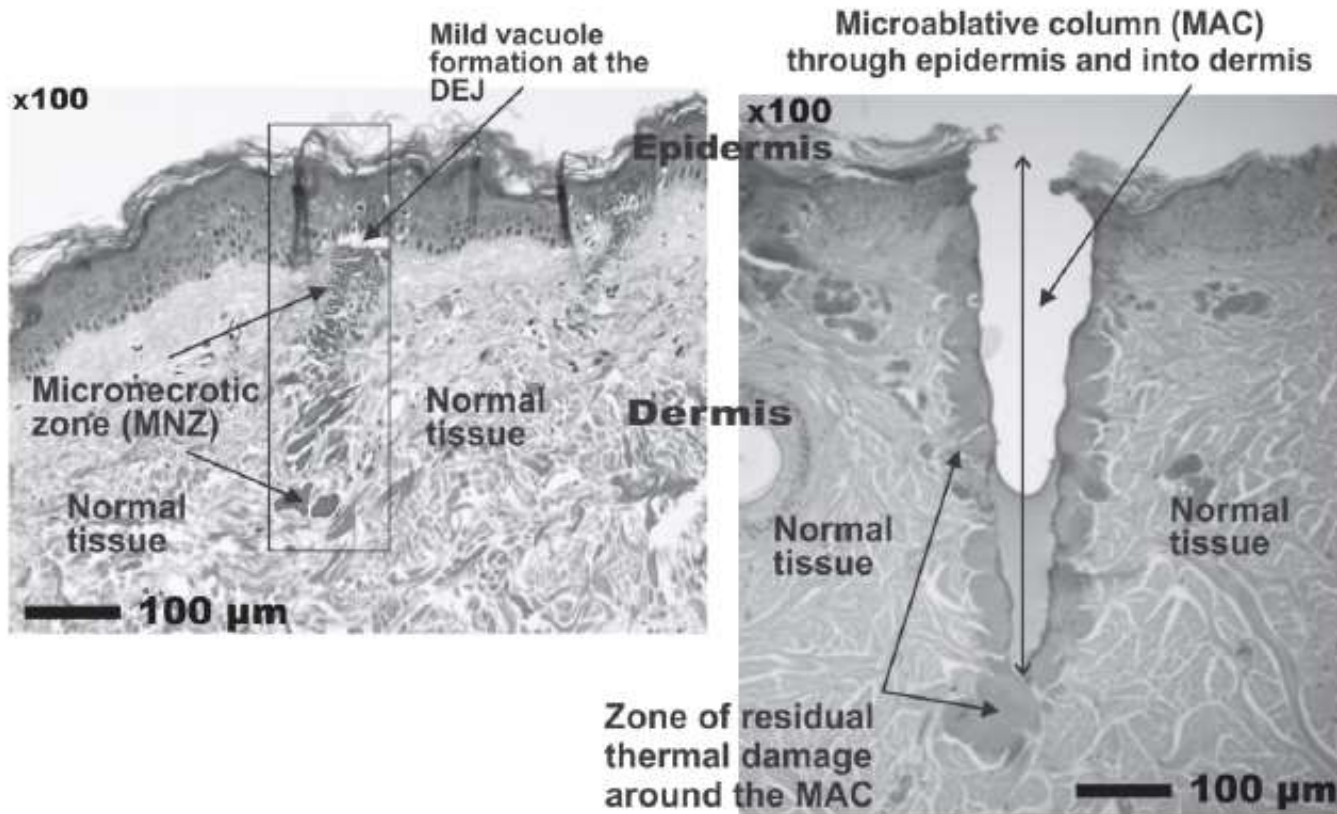 Mild vacuole
formation at the
DEJ
x100
Micronecrotic
zone (MNZ)
Normal
tissue
Normal
tissue
100 µm
Epidermis
Dermis
Microablative column (MAC)
through epidermis and into dermis
x100
Normal
tissue
Normal
tissue
Zone of residual
thermal damage
around the MAC
100 µm